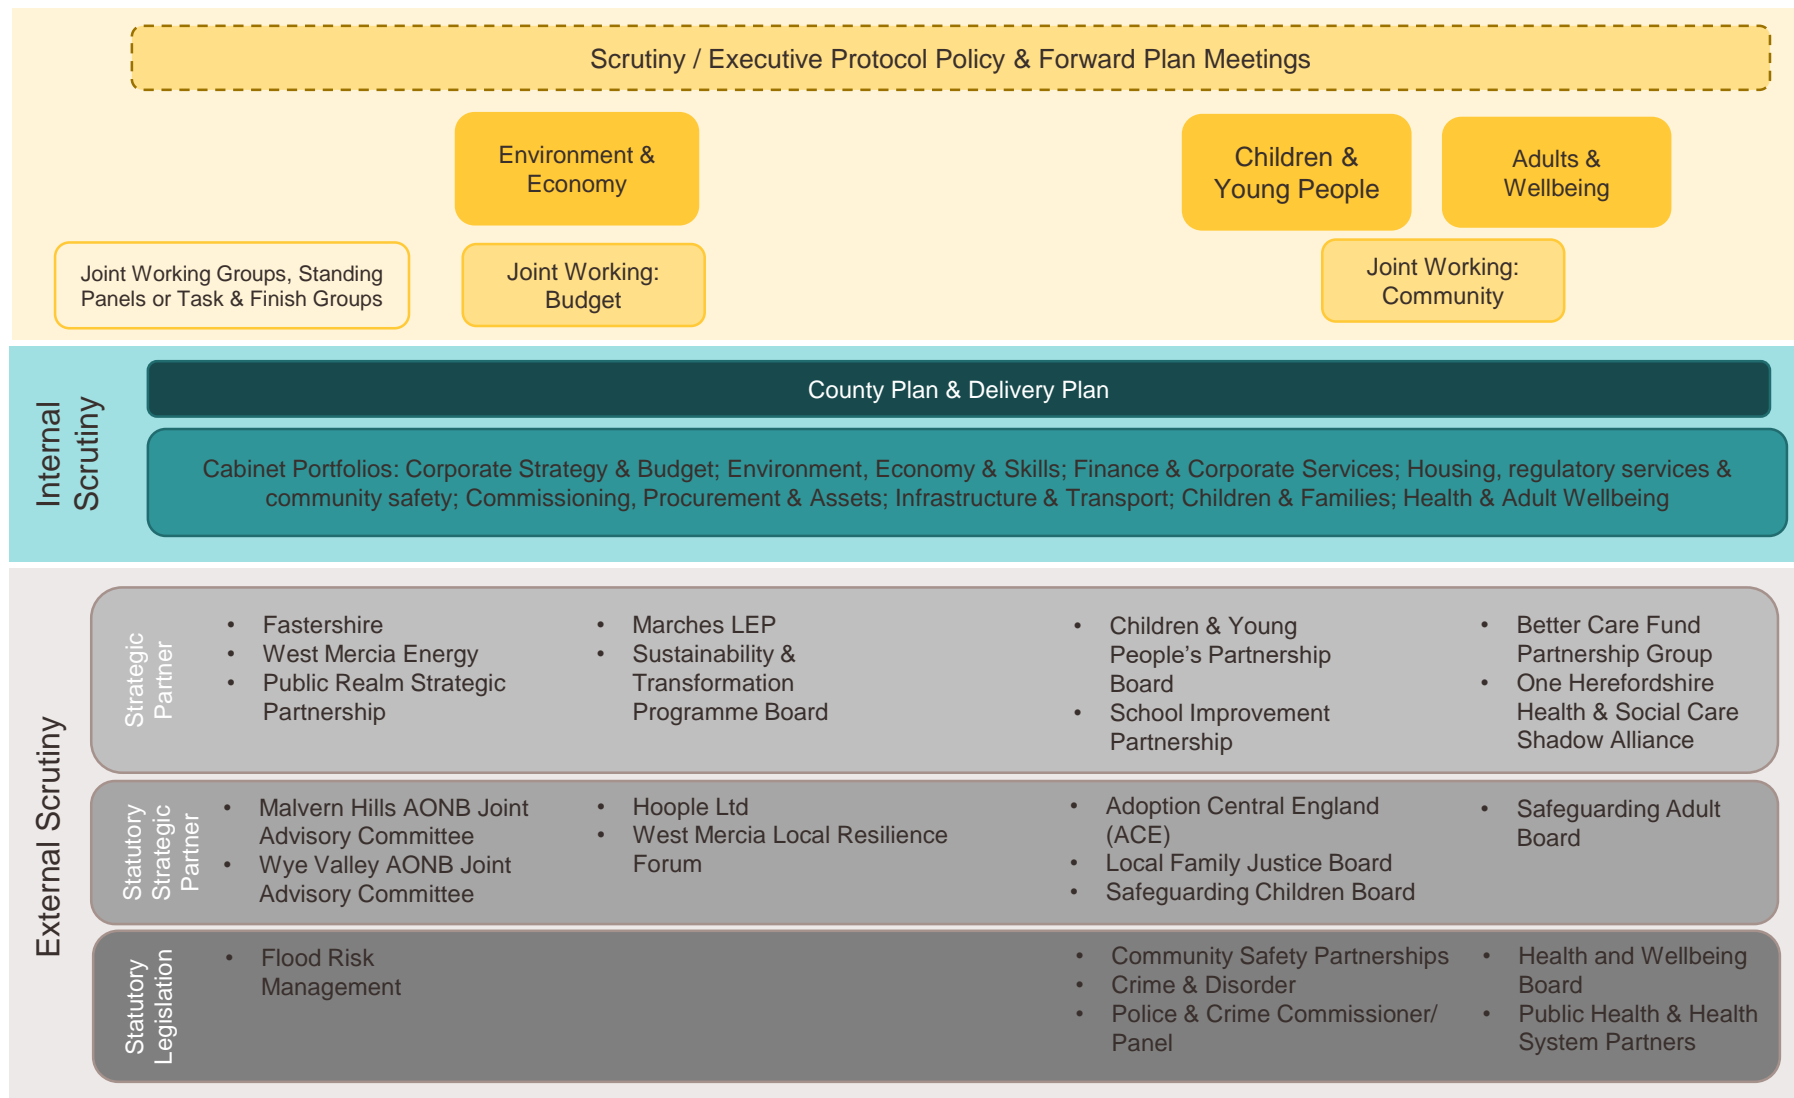 Scrutiny / Executive Protocol Policy & Forward Plan Meetings
Environment &
Economy
Children &
Young People
Adults &
Wellbeing
Joint Working Groups, Standing
Panels or Task & Finish Groups
Joint Working:
Budget
Joint Working:
Community
Internal
Scrutiny
County Plan & Delivery Plan
Cabinet Portfolios: Corporate Strategy & Budget; Environment, Economy & Skills; Finance & Corporate Services; Housing, regulatory services &
community safety; Commissioning, Procurement & Assets; Infrastructure & Transport; Children & Families; Health & Adult Wellbeing
External Scrutiny
Strategic
Partner
• Fastershire
• West Mercia Energy
• Public Realm Strategic
Partnership
• Marches LEP
• Sustainability &
Transformation
Programme Board
• Children & Young
People’s Partnership
Board
• School Improvement
Partnership
• Better Care Fund
Partnership Group
• One Herefordshire
Health & Social Care
Shadow Alliance
Statutory
Strategic
Partner
• Malvern Hills AONB Joint
Advisory Committee
• Wye Valley AONB Joint
Advisory Committee
• Hoople Ltd
• West Mercia Local Resilience
Forum
• Adoption Central England
(ACE)
• Local Family Justice Board
• Safeguarding Children Board
• Safeguarding Adult
Board
Statutory
Legislation
• Flood Risk
Management
• Community Safety Partnerships
• Crime & Disorder
• Police & Crime Commissioner/
Panel
• Health and Wellbeing
Board
• Public Health & Health
System Partners